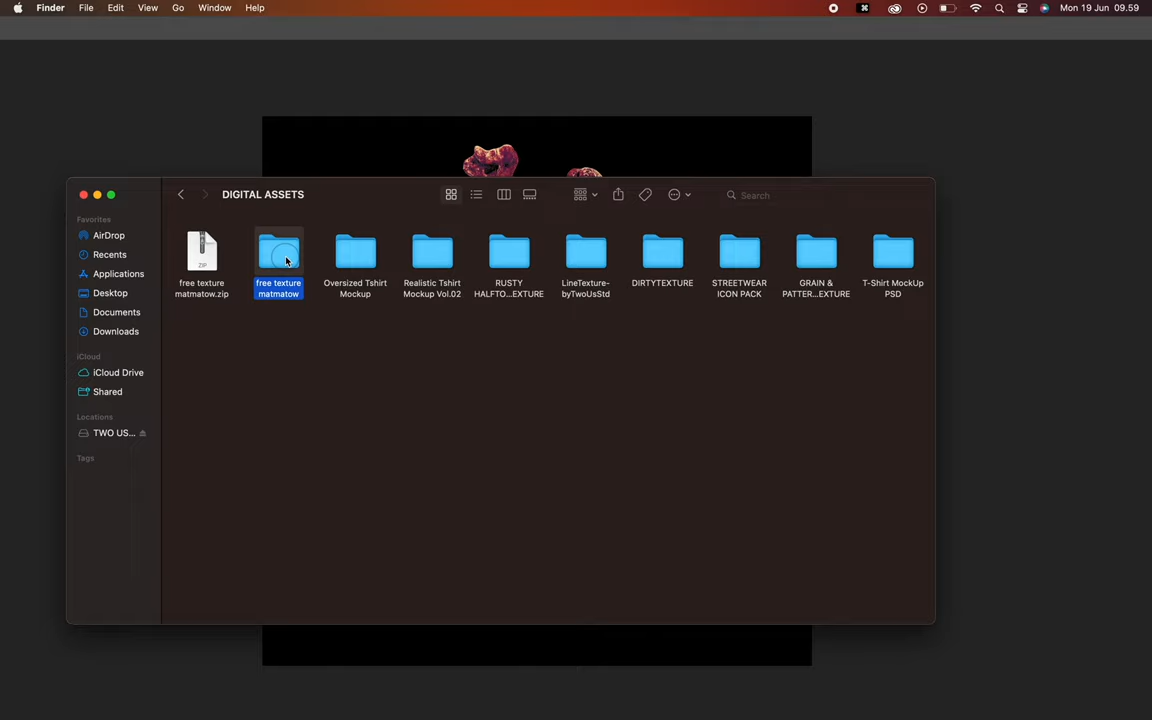 Finder File Edit View Go Window Help Mon 19 Jun 09.59
DIGITAL ASSETS Search
Favorites
AirDrop
Recents
Applications
Desktop
Documents
Downloads
iCloud
iCloud Drive
Shared
Locations
TWO US...
Tags
ZIP
free texture
matmatow.zip
free texture
matmatow
Oversized Tshirt
Mockup
Realistic Tshirt
Mockup Vol.02
RUSTY
HALFTO...EXTURE
LineTexture-
byTwoUsStd
DIRTYTEXTURE
STREETWEAR
ICON PACK
GRAIN &
PATTER...EXTURE
T-Shirt MockUp
PSD